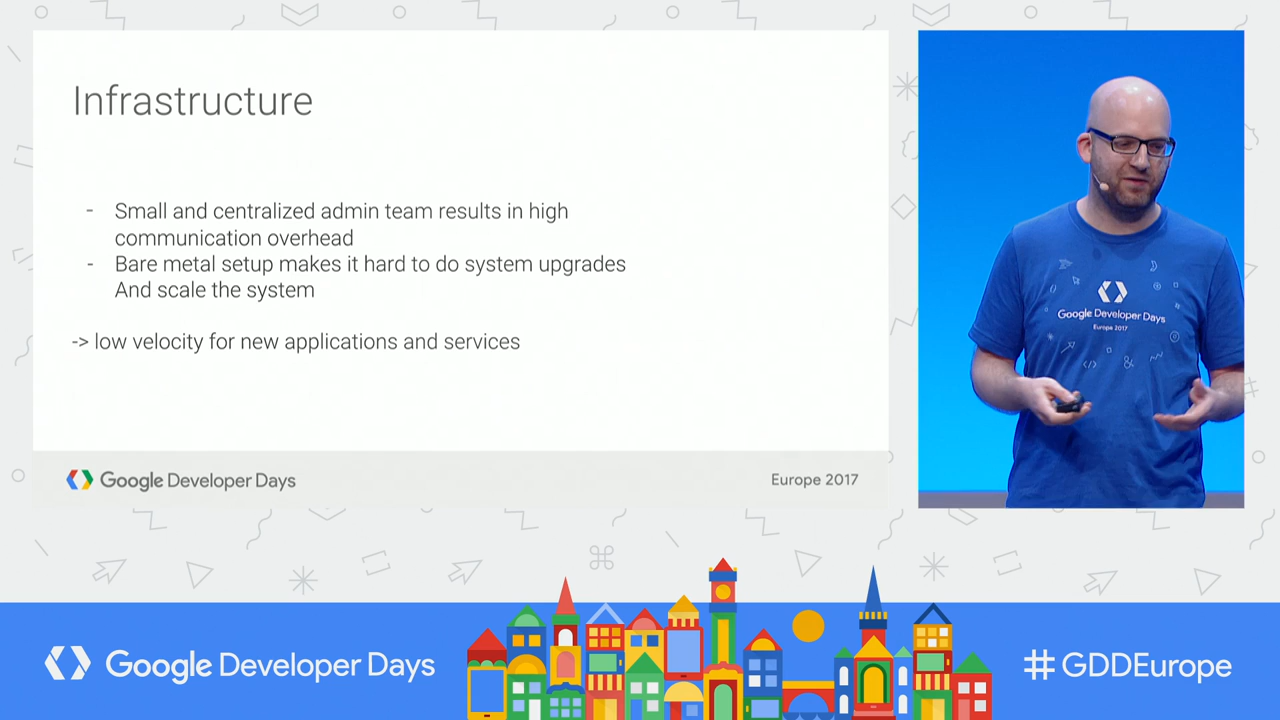 Infrastructure
- Small and centralized admin team results in high
communication overhead
- Bare metal setup makes it hard to do system upgrades
And scale the system
-> low velocity for new applications and services
Google Developer Days
Europe 2017
Google Developer Days
Europe 2017
Google Developer Days
#GDDEurope